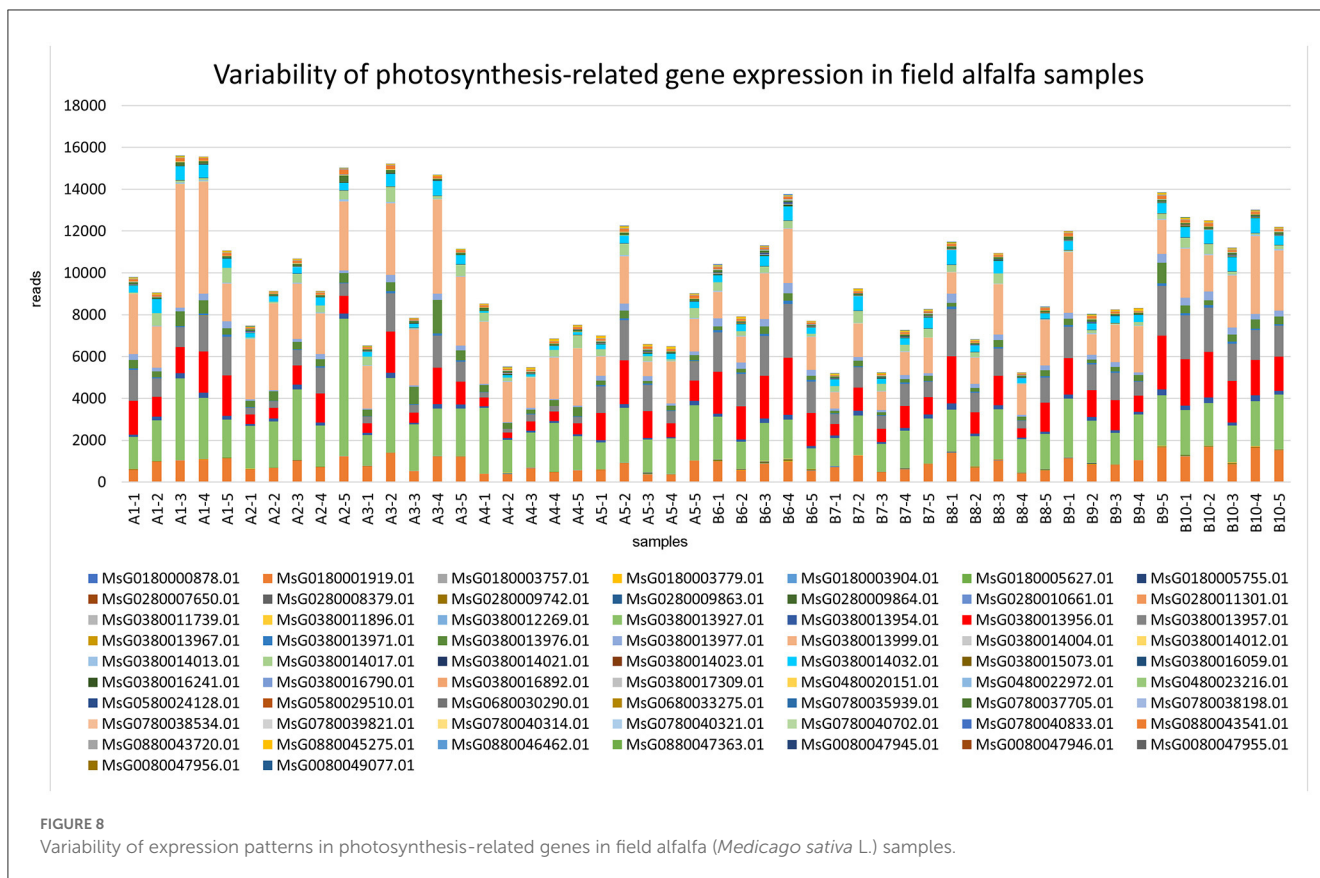 Variability of photosynthesis-related gene expression in field alfalfa samples
18000
16000
14000
12000
10000
8000
6000
4000
2000
0
reads
A1-1 A1-2 A1-3 A1-4 A1-5 A2-1 A2-2 A2-3 A2-4 A2-5 A3-1 A3-2 A3-3 A3-4 A3-5 A4-1 A4-2 A4-3 A4-4 A4-5 A5-1 A5-2 A5-3 A5-4 A5-5 B6-1 B6-2 B6-3 B6-4 B6-5 B7-1 B7-2 B7-3 B7-4 B7-5 B8-1 B8-2 B8-3 B8-4 B8-5 B9-1 B9-2 B9-3 B9-4 B9-5 B10-1 B10-2 B10-3 B10-4 B10-5
samples
MsG0180000878.01 MsG0180001919.01 MsG0180003757.01 MsG0180003779.01 MsG0180003904.01 MsG0180005627.01 MsG0180005755.01
MsG0280007650.01 MsG0280008379.01 MsG0280009742.01 MsG0280009863.01 MsG0280009864.01 MsG0280010661.01 MsG0280011301.01
MsG0380011739.01 MsG0380011896.01 MsG0380012269.01 MsG0380013927.01 MsG0380013954.01 MsG0380013956.01 MsG0380013957.01
MsG0380013967.01 MsG0380013971.01 MsG0380013976.01 MsG0380013977.01 MsG0380013999.01 MsG0380014004.01 MsG0380014012.01
MsG0380014013.01 MsG0380014017.01 MsG0380014021.01 MsG0380014023.01 MsG0380014032.01 MsG0380015073.01 MsG0380016059.01
MsG0380016241.01 MsG0380016790.01 MsG0380016892.01 MsG0380017309.01 MsG0480020151.01 MsG0480022972.01 MsG0480023216.01
MsG0580024128.01 MsG0580029510.01 MsG0680030290.01 MsG0680033275.01 MsG0780035939.01 MsG0780037705.01 MsG0780038198.01
MsG0780038534.01 MsG0780039821.01 MsG0780040314.01 MsG0780040321.01 MsG0780040702.01 MsG0780040833.01 MsG0880043541.01
MsG0880043720.01 MsG0880045275.01 MsG0880046462.01 MsG0880047363.01 MsG0080047945.01 MsG0080047946.01 MsG0080047955.01
MsG0080047956.01 MsG0080049077.01
FIGURE 8
Variability of expression patterns in photosynthesis-related genes in field alfalfa (Medicago sativa L.) samples.